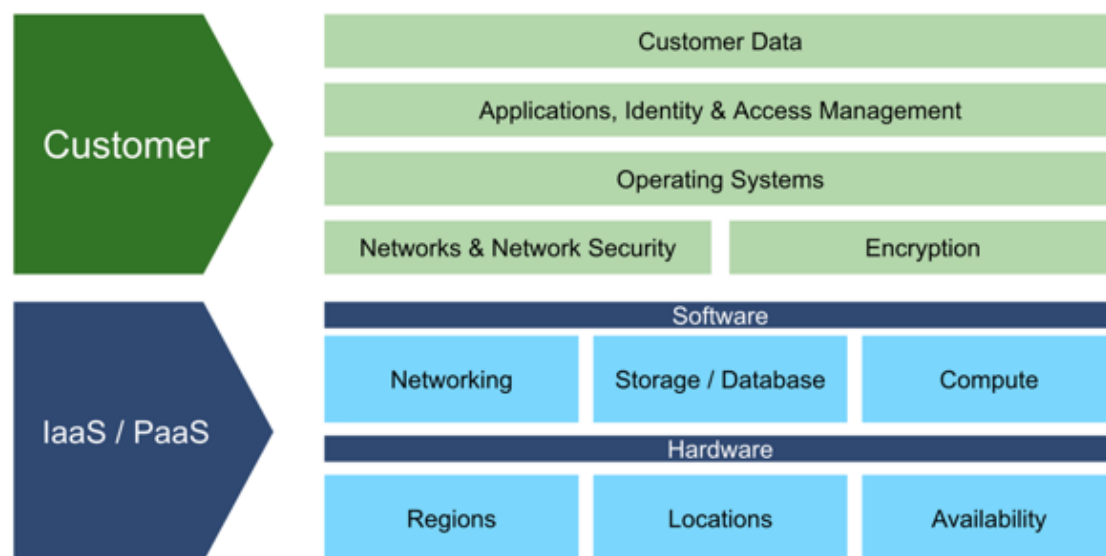 Customer
Customer Data
Applications, Identity & Access Management
Operating Systems
Networks & Network Security
Encryption
IaaS / PaaS
Software
Networking
Storage / Database
Compute
Hardware
Regions
Locations
Availability